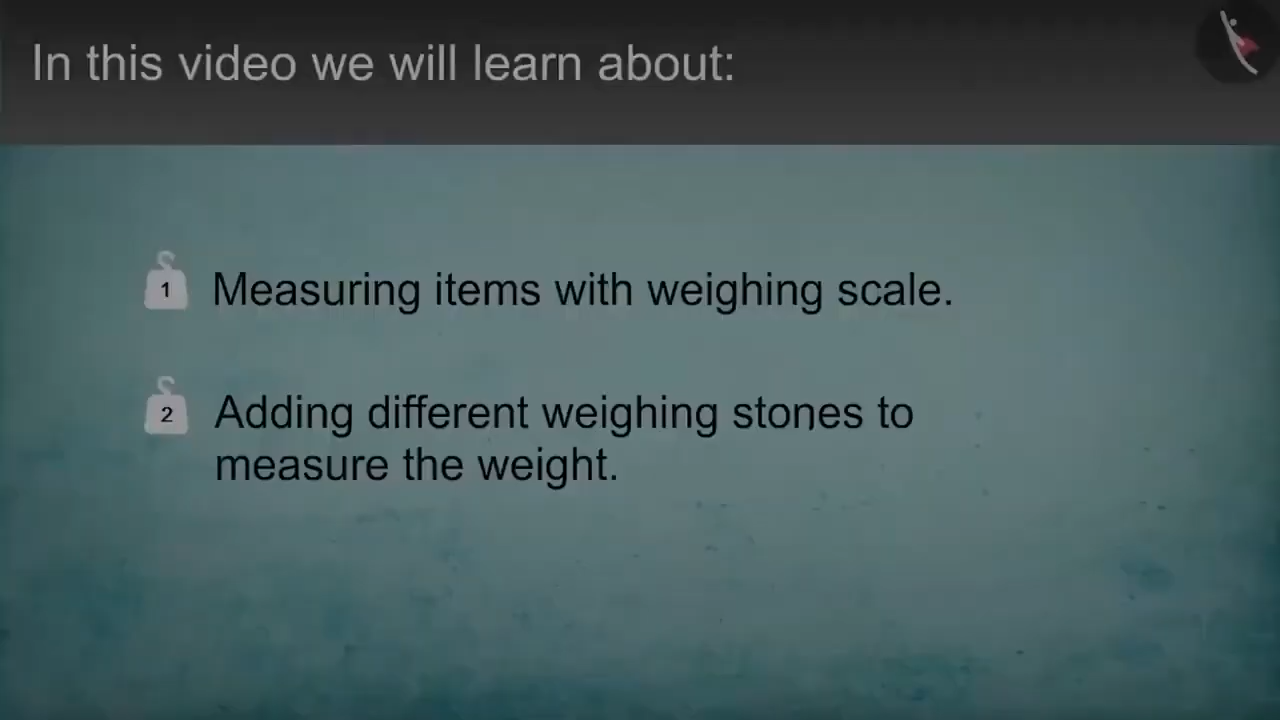 In this video we will learn about:
1 Measuring items with weighing scale.
2 Adding different weighing stones to
measure the weight.